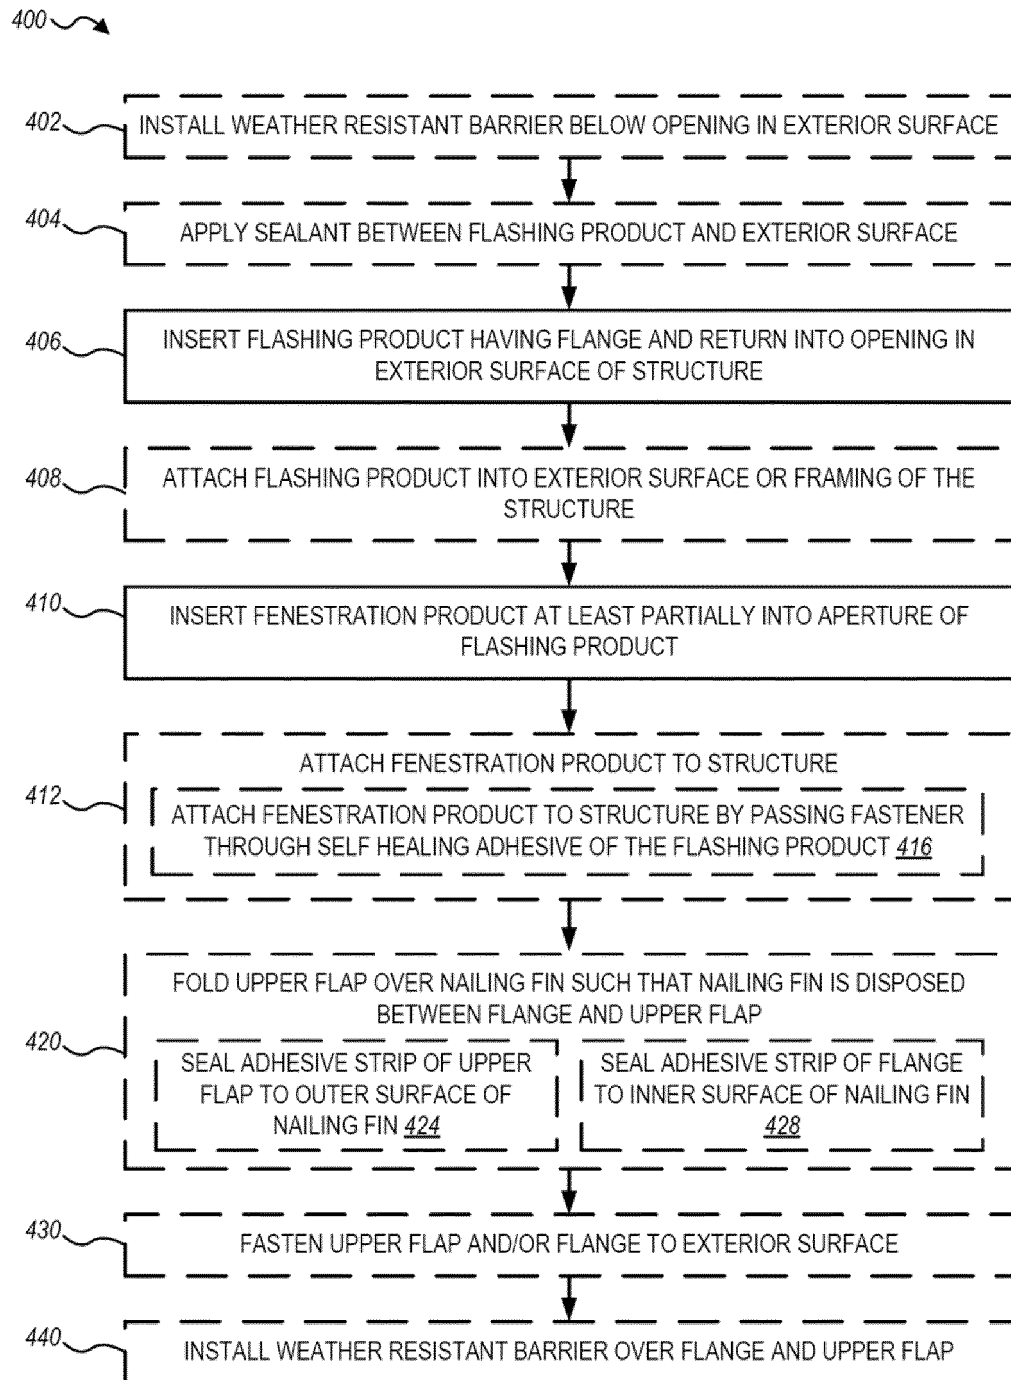 400
402
INSTALL WEATHER RESISTANT BARRIER BELOW OPENING IN EXTERIOR SURFACE
404
APPLY SEALANT BETWEEN FLASHING PRODUCT AND EXTERIOR SURFACE
406
INSERT FLASHING PRODUCT HAVING FLANGE AND RETURN INTO OPENING IN
EXTERIOR SURFACE OF STRUCTURE
408
ATTACH FLASHING PRODUCT INTO EXTERIOR SURFACE OR FRAMING OF THE
STRUCTURE
410
INSERT FENESTRATION PRODUCT AT LEAST PARTIALLY INTO APERTURE OF
FLASHING PRODUCT
412
ATTACH FENESTRATION PRODUCT TO STRUCTURE
ATTACH FENESTRATION PRODUCT TO STRUCTURE BY PASSING FASTENER
THROUGH SELF HEALING ADHESIVE OF THE FLASHING PRODUCT 416
420
FOLD UPPER FLAP OVER NAILING FIN SUCH THAT NAILING FIN IS DISPOSED
BETWEEN FLANGE AND UPPER FLAP
SEAL ADHESIVE STRIP OF UPPER
FLAP TO OUTER SURFACE OF
NAILING FIN 424
SEAL ADHESIVE STRIP OF FLANGE
TO INNER SURFACE OF NAILING FIN
428
430
FASTEN UPPER FLAP AND/OR FLANGE TO EXTERIOR SURFACE
440
INSTALL WEATHER RESISTANT BARRIER OVER FLANGE AND UPPER FLAP